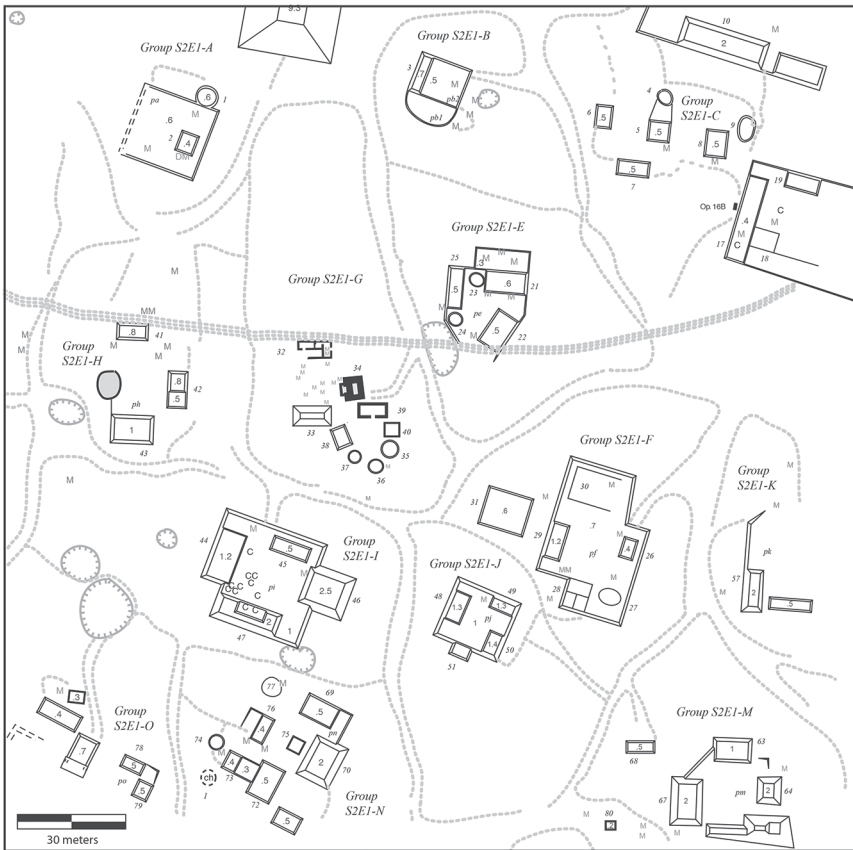 9.3
10
2
Group S2E1-A
Group S2E1-B
3
.7
.5
M
pb2
M
pb1
M
M
Group
S2E1-C
4
M
6
.5
5
.5
M
8
.5
M
9
.5
7
pa
.6
1
.6
M
2
.4
M
DM
19
Op. 16B
.4
C
M
M
17
C
18
Group S2E1-E
25
M
M
M
.3
.6
21
.5
23
M
M
M
pe
24
.5
22
M
Group S2E1-G
M
MM
.8
41
Group
S2E1-H
M
M
M
M
M
M
.8
.5
42
ph
1
43
32
34
33
39
40
38
35
37
36
M
M
Group S2E1-F
30
M
31
.6
M
29
1.2
.7
pf
.4
26
MM
M
28
M
27
Group
S2E1-K
M
M
pk
57
2
.5
M
44
M
Group
S2E1-I
1.2
C
.5
45
M
CC
C
CC
C
C
pi
2.5
46
C C
2
1
47
Group S2E1-J
49
48
M
1.3
1.3
1
pj
1.4
50
51
Group S2E1-M
1
63
68
.5
M
67
2
pm
2
64
M
80
.2
M
M
M
77
M
69
.5
76
.4
pn
M
M
74
M
75
2
70
.4
.3
73
.5
72
ch
1
.5
Group
S2E1-N
M
.3
.4
Group
S2E1-O
.7
78
.5
po
.5
79
30 meters